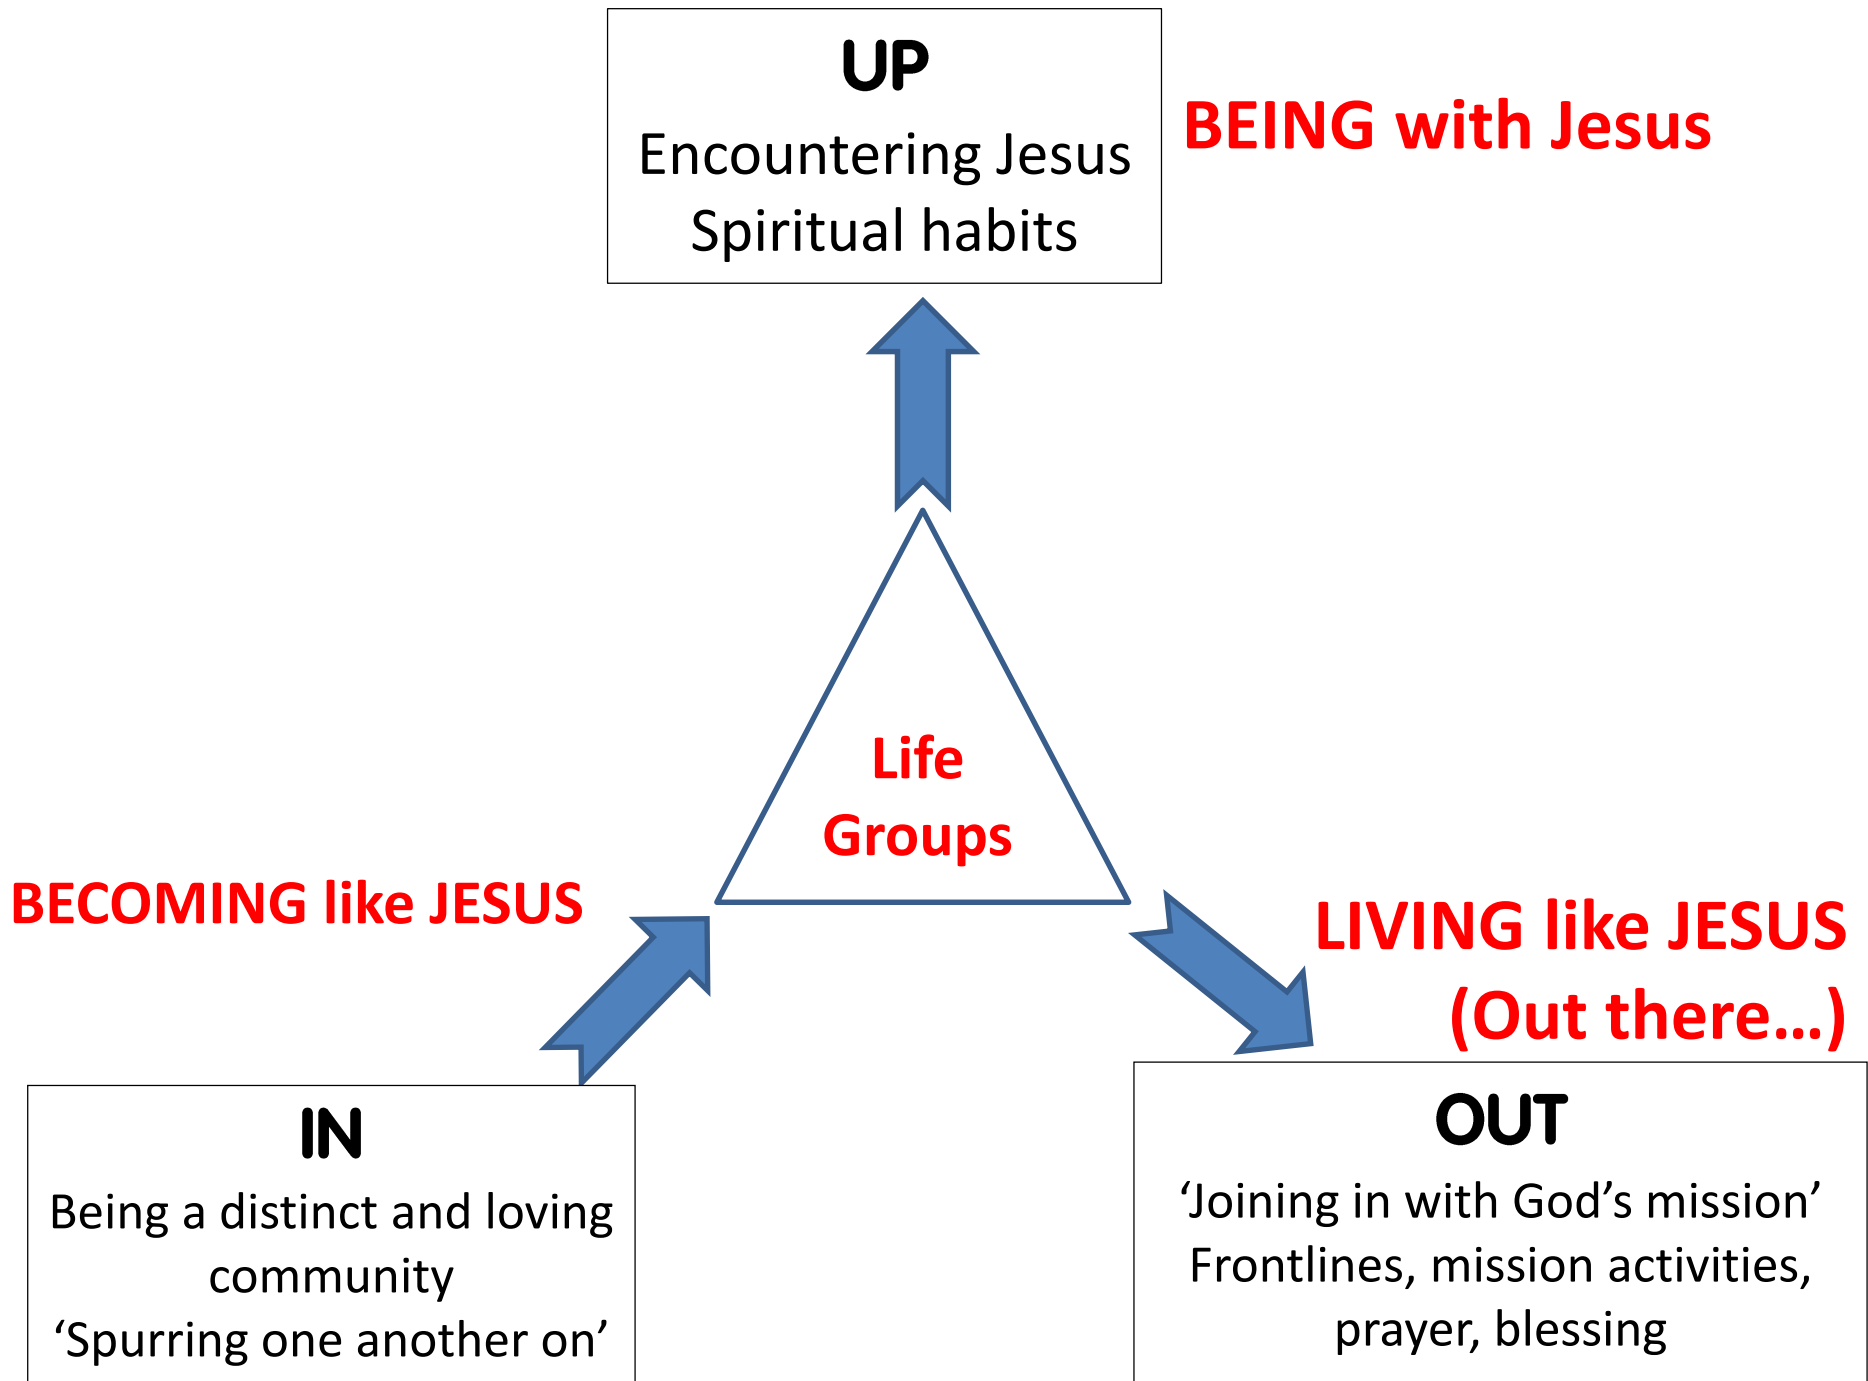 UP
Encountering Jesus
Spiritual habits
BEING with Jesus
Life
Groups
BECOMING like JESUS
LIVING like JESUS
(Out there…)
IN
Being a distinct and loving
community
‘Spurring one another on’
OUT
‘Joining in with God’s mission’
Frontlines, mission activities,
prayer, blessing